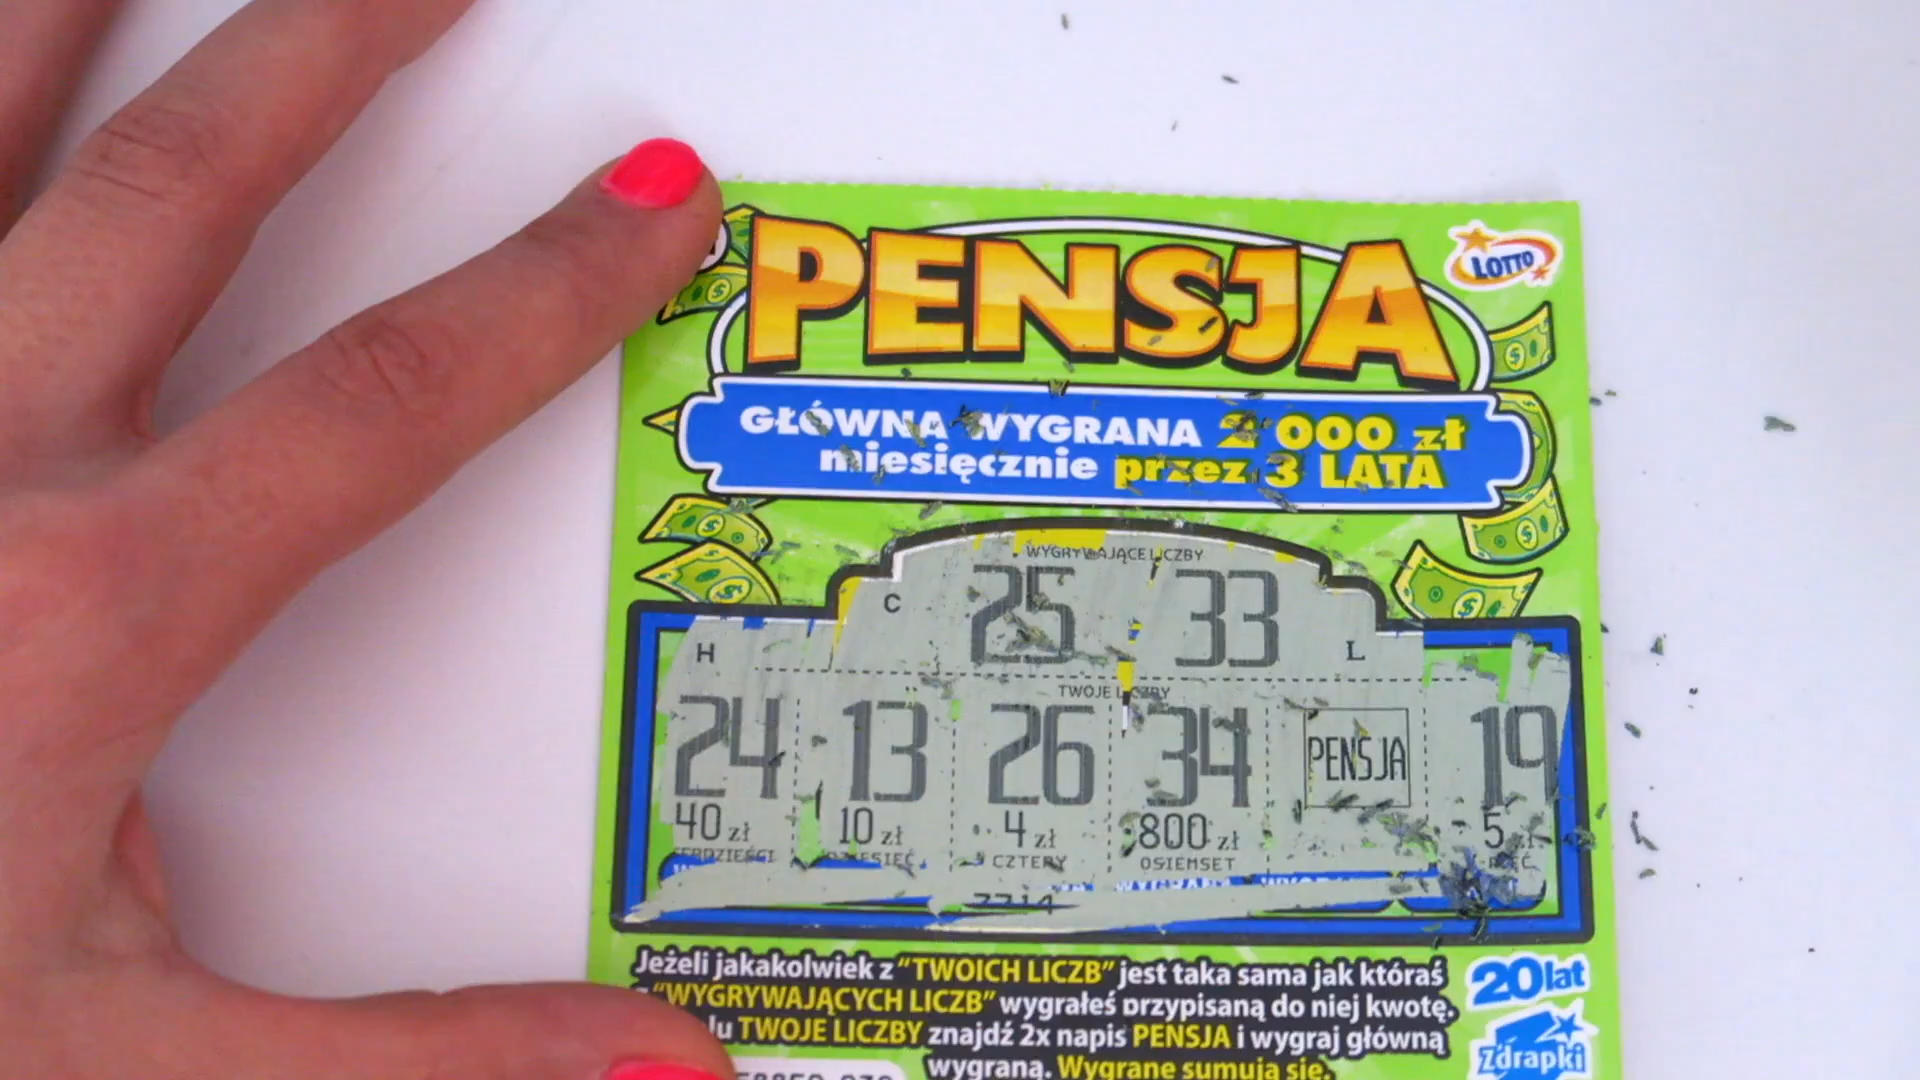 PENSJA
LOTTO
GŁÓWNA WYGRANA 2 000 zł
miesięcznie przez 3 LATA
WYGRYWAJĄCE LICZBY
C 25 33 L
H
TWOJE LICZBY
24 13 26 34 PENSJA 19
40 zł 10 zł 4 zł 800 zł 5 zł
CZTERY OSIEMSET
Jeżeli jakakolwiek z "TWOICH LICZB" jest taka sama jak któraś
z "WYGRYWAJĄCYCH LICZB" wygrałeś przypisaną do niej kwotę.
TWOJE LICZBY znajdź 2x napis PENSJA i wygraj główną
wygraną. Wygrane sumują się.
20 lat
Zdrapki